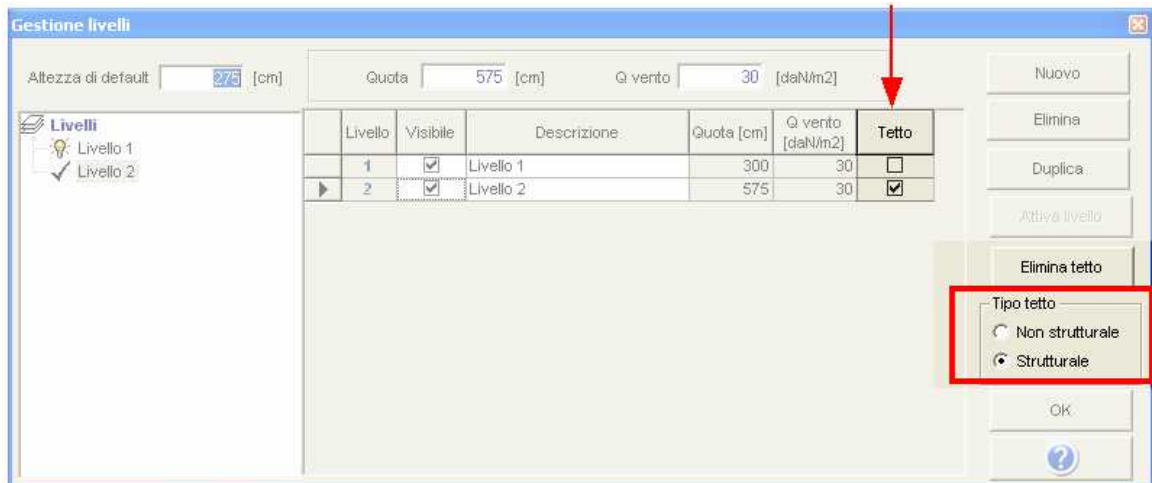 Gestione livelli
Altezza di default 275 [cm] Quota 575 [cm] Q vento 30 [daN/m2]
Nuovo
Elimina
Duplica
Attiva livello
Elimina tetto
Tipo tetto
Non strutturale
Strutturale
OK
Livelli
Livello 1
Livello 2
Livello Visibile Descrizione Quota [cm] Q vento [daN/m2] Tetto
1 Livello 1 300 30
2 Livello 2 575 30